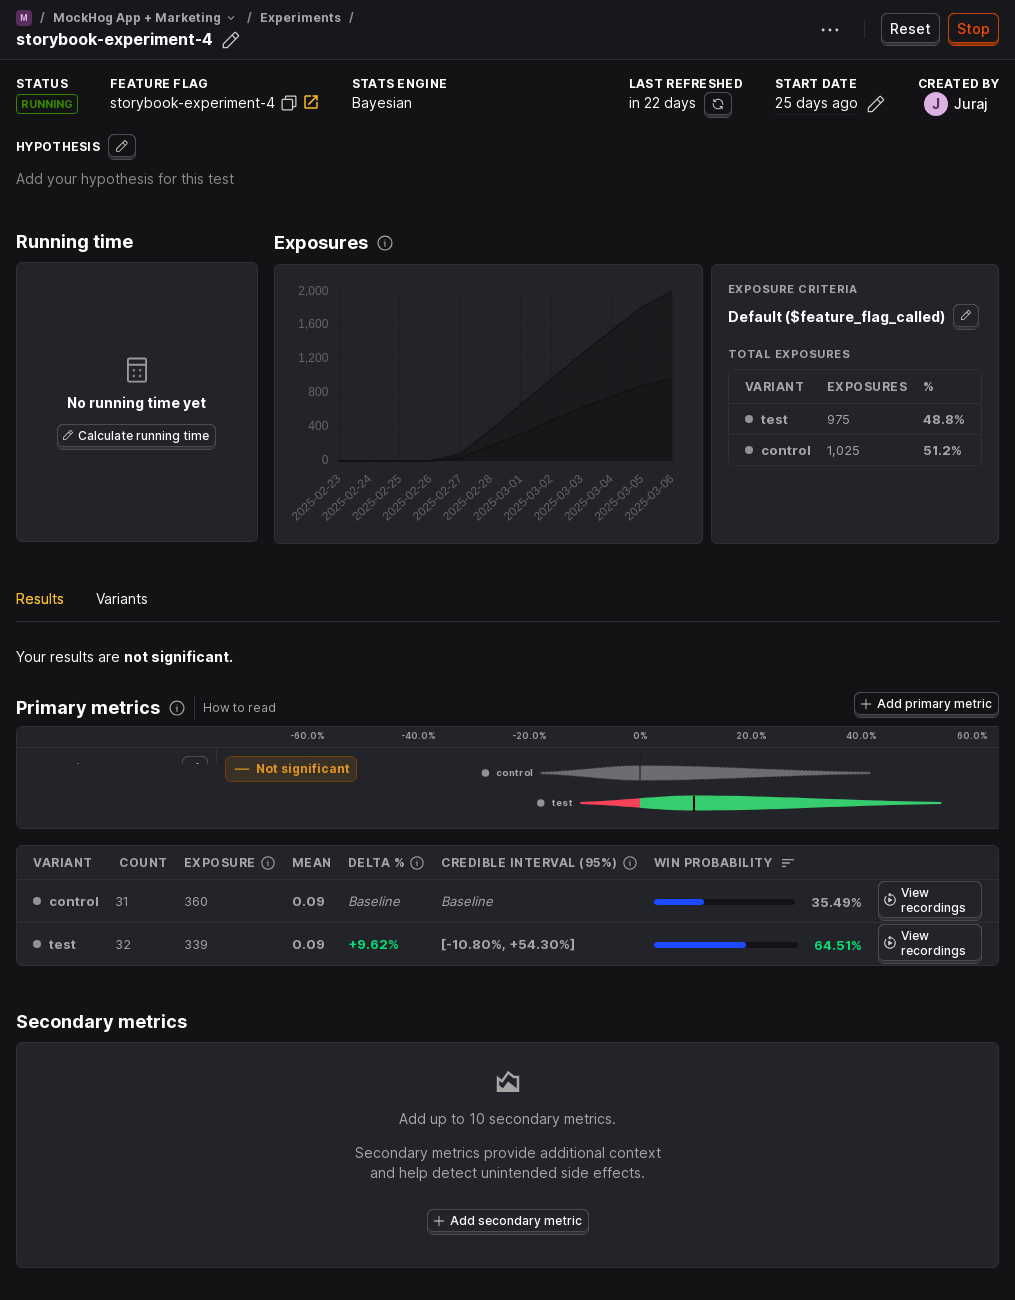 M / MockHog App + Marketing / Experiments /
storybook-experiment-4
Reset
Stop
STATUS
RUNNING
FEATURE FLAG
storybook-experiment-4
STATS ENGINE
Bayesian
LAST REFRESHED
in 22 days
START DATE
25 days ago
CREATED BY
J Juraj
HYPOTHESIS
Add your hypothesis for this test
Running time
No running time yet
Calculate running time
Exposures
2,000
1,600
1,200
800
400
0
2025-02-23
2025-02-24
2025-02-25
2025-02-26
2025-02-27
2025-02-28
2025-03-01
2025-03-02
2025-03-03
2025-03-04
2025-03-05
2025-03-06
EXPOSURE CRITERIA
Default ($feature_flag_called)
TOTAL EXPOSURES
VARIANT EXPOSURES %
test 975 48.8%
control 1,025 51.2%
Results Variants
Your results are not significant.
Primary metrics How to read
Add primary metric
-60.0% -40.0% -20.0% 0% 20.0% 40.0% 60.0%
Not significant
control
test
VARIANT COUNT EXPOSURE MEAN DELTA % CREDIBLE INTERVAL (95%) WIN PROBABILITY
control 31 360 0.09 Baseline Baseline 35.49% View recordings
test 32 339 0.09 +9.62% [-10.80%, +54.30%] 64.51% View recordings
Secondary metrics
Add up to 10 secondary metrics.
Secondary metrics provide additional context
and help detect unintended side effects.
Add secondary metric